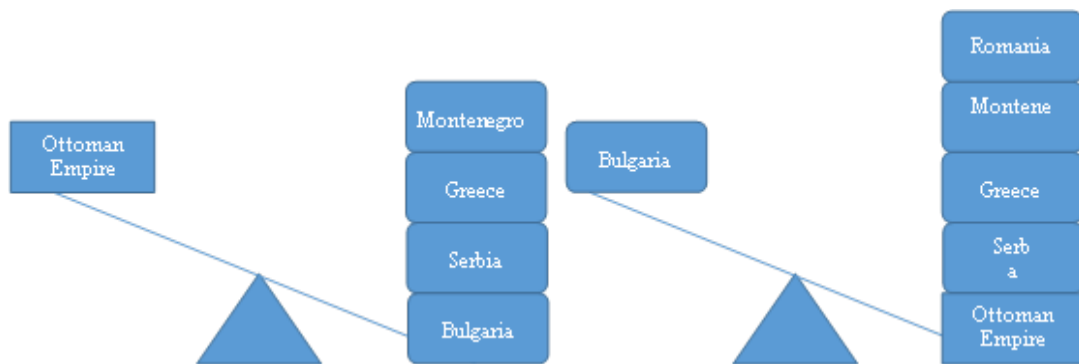 Ottoman
Empire
Montenegro
Greece
Serbia
Bulgaria
Bulgaria
Romania
Montene
Greece
Serb
a
Ottoman
Empire